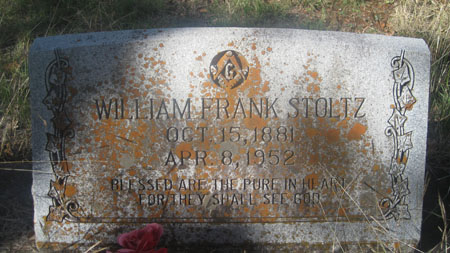 G
WILLIAM FRANK STOLTZ
OCT. 15, 1881
APR. 8, 1952
BLESSED ARE THE PURE IN HEART
FOR THEY SHALL SEE GOD